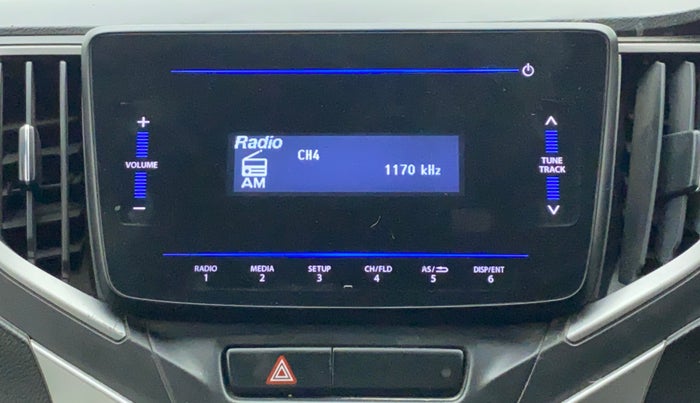 Radio
CH4
1170 kHz
AM
+
VOLUME
−
TUNE
TRACK
RADIO
1
MEDIA
2
SETUP
3
CH/FLD
4
AS/
5
DISP/ENT
6